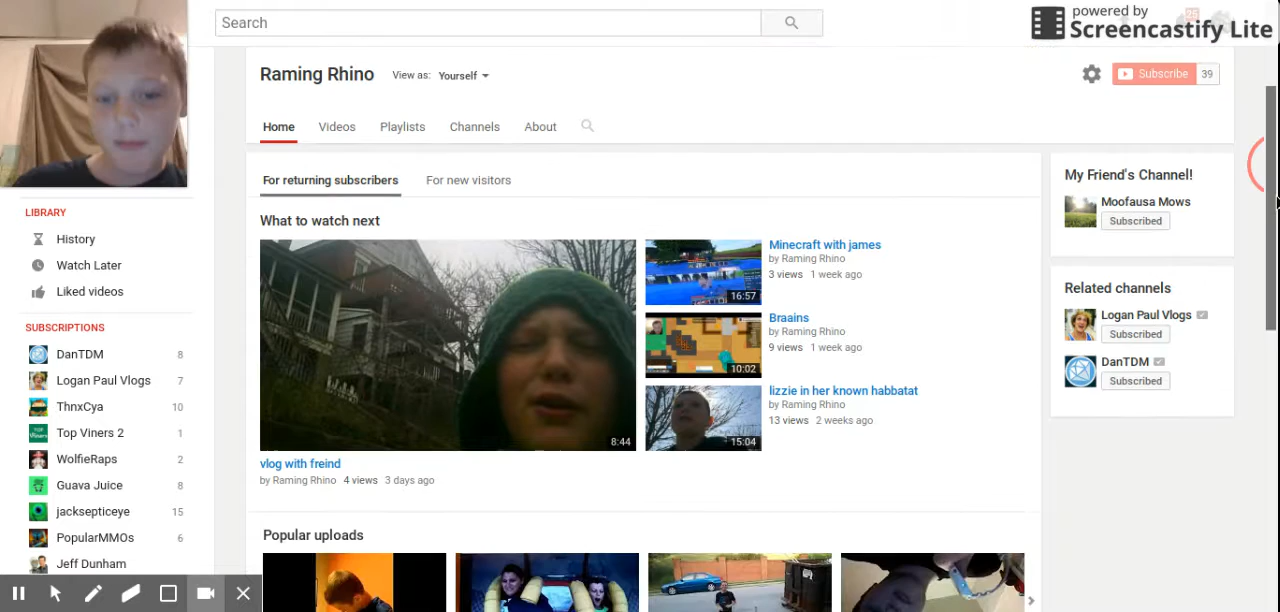 Search
powered by
Screencastify Lite
Raming Rhino
View as: Yourself
Subscribe 39
Home Videos Playlists Channels About
For returning subscribers For new visitors
What to watch next
8:44
vlog with freind
by Raming Rhino 4 views 3 days ago
16:57
Minecraft with james
by Raming Rhino
3 views 1 week ago
10:02
Braains
by Raming Rhino
9 views 1 week ago
15:04
lizzie in her known habbatat
by Raming Rhino
13 views 2 weeks ago
Popular uploads
My Friend's Channel!
Moofausa Mows
Subscribed
Related channels
Logan Paul Vlogs
Subscribed
DanTDM
Subscribed
LIBRARY
History
Watch Later
Liked videos
SUBSCRIPTIONS
DanTDM 8
Logan Paul Vlogs 7
ThnxCya 10
Top Viners 2 1
WolfieRaps 2
Guava Juice 8
jacksepticeye 15
PopularMMOs 6
Jeff Dunham